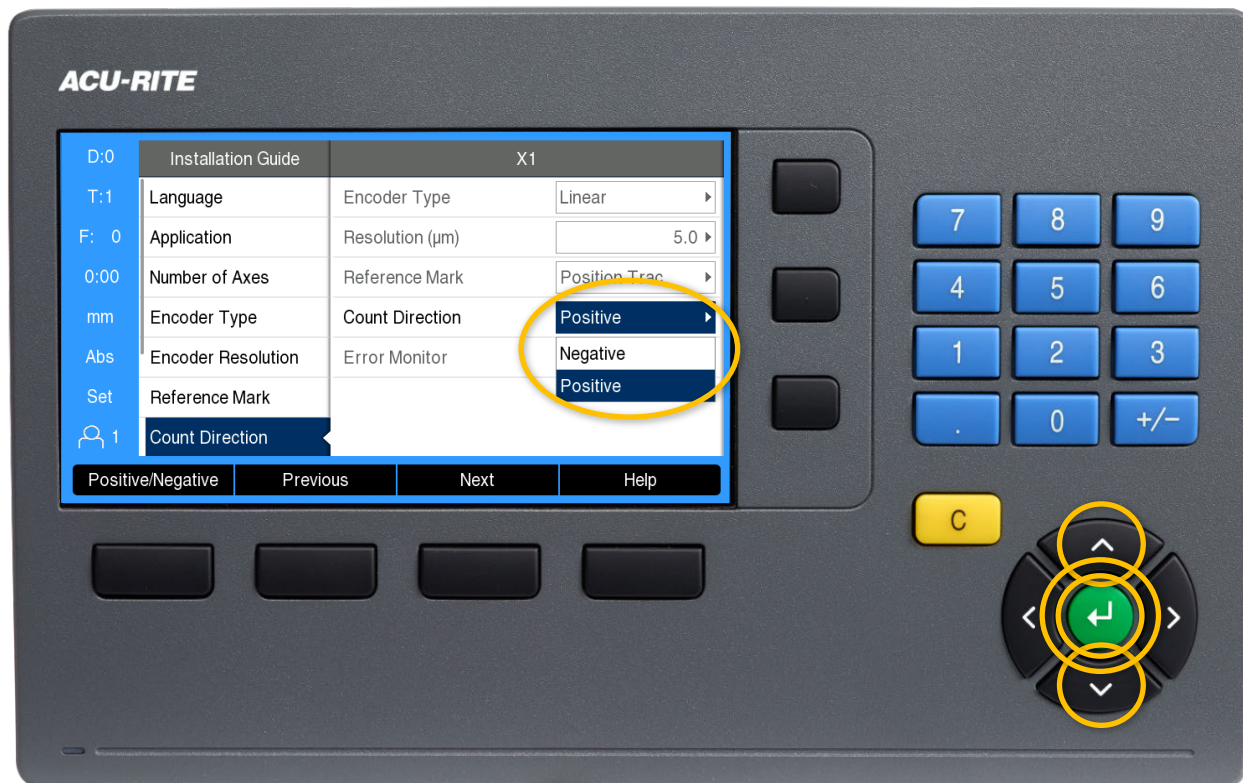 ACU-RITE
D:0
T:1
F: 0
0:00
mm
Abs
Set
1
Installation Guide
Language
Application
Number of Axes
Encoder Type
Encoder Resolution
Reference Mark
Count Direction
X1
Encoder Type Linear
Resolution (µm) 5.0
Reference Mark Position Trac
Count Direction Positive
Error Monitor Negative
Positive
Positive/Negative Previous Next Help
7 8 9
4 5 6
1 2 3
. 0 +/−
C